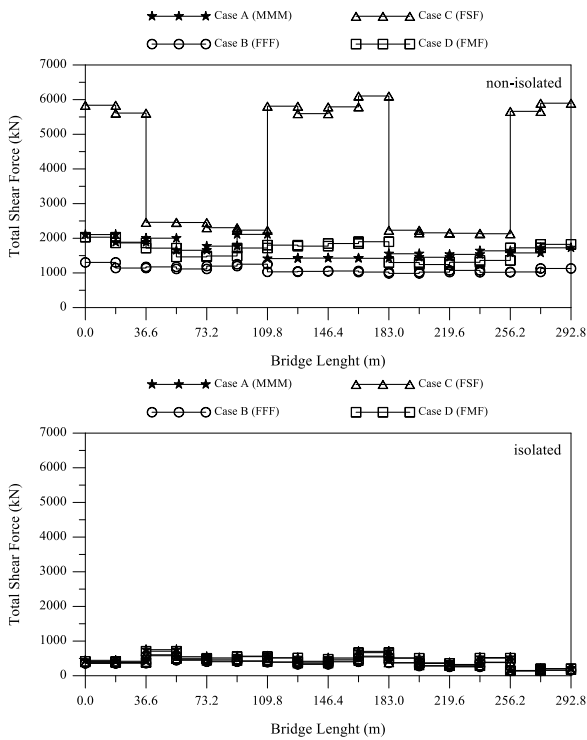 Case A (MMM) Case C (FSF)
Case B (FFF) Case D (FMF)
7000
non-isolated
6000
5000
4000
3000
2000
1000
0
Total Shear Force (kN)
0.0 36.6 73.2 109.8 146.4 183.0 219.6 256.2 292.8
Bridge Lenght (m)
Case A (MMM) Case C (FSF)
Case B (FFF) Case D (FMF)
7000
isolated
6000
5000
4000
3000
2000
1000
0
Total Shear Force (kN)
0.0 36.6 73.2 109.8 146.4 183.0 219.6 256.2 292.8
Bridge Lenght (m)